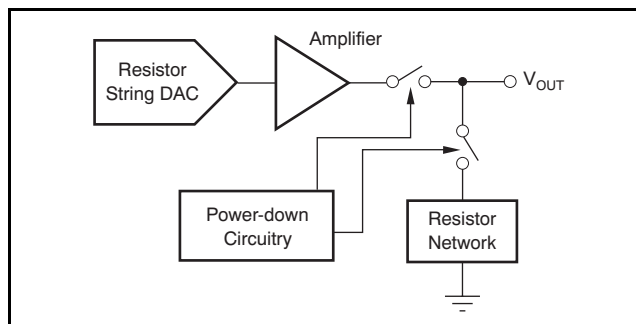 Amplifier
Resistor
String DAC
VOUT
Power-down
Circuitry
Resistor
Network